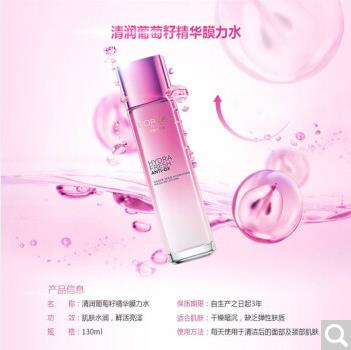 清润葡萄籽精华膜力水
L'ORÉAL
PARIS
HYDRA
FRESH
ANTI-OX
产品信息
名 称：清润葡萄籽精华膜力水
功 效：肌肤水润，鲜活亮泽
规 格：130ml
保质期限：自生产之日起3年
适合肌肤：干燥暗沉，缺乏弹性肤质
使用方法：每天使用于清洁后的面部及颈部肌肤